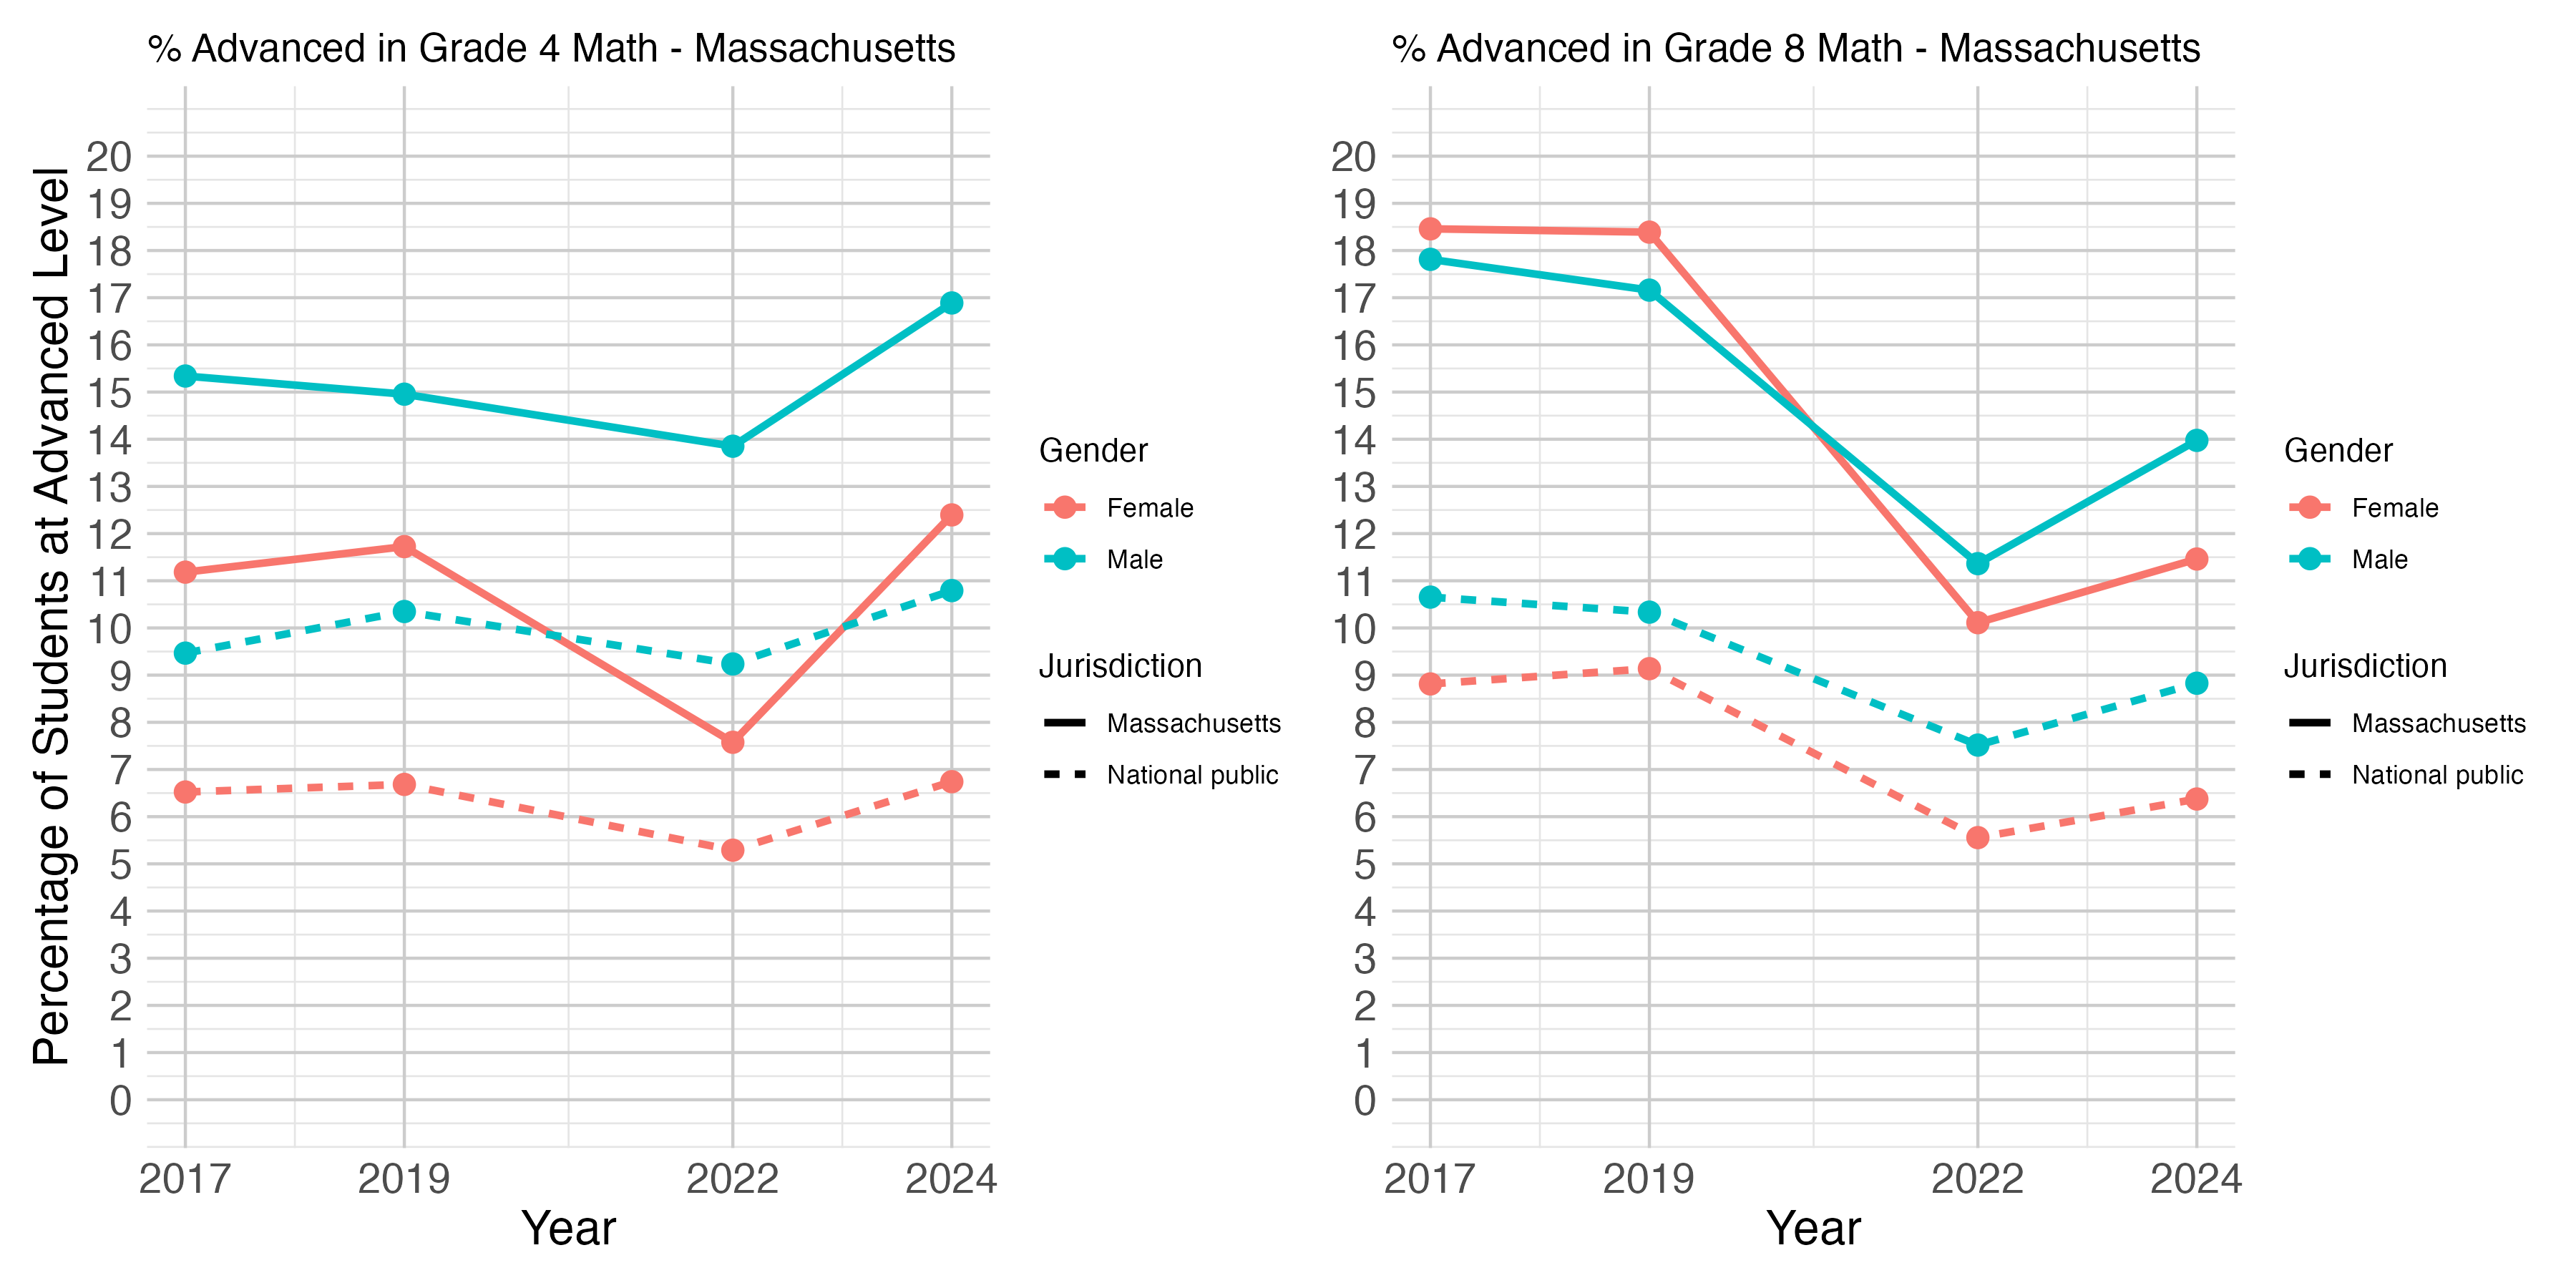 % Advanced in Grade 4 Math - Massachusetts
Percentage of Students at Advanced Level
20
19
18
17
16
15
14
13
12
11
10
9
8
7
6
5
4
3
2
1
0
2017 2019 2022 2024
Year
Gender
Female
Male
Jurisdiction
Massachusetts
National public
% Advanced in Grade 8 Math - Massachusetts
20
19
18
17
16
15
14
13
12
11
10
9
8
7
6
5
4
3
2
1
0
2017 2019 2022 2024
Year
Gender
Female
Male
Jurisdiction
Massachusetts
National public